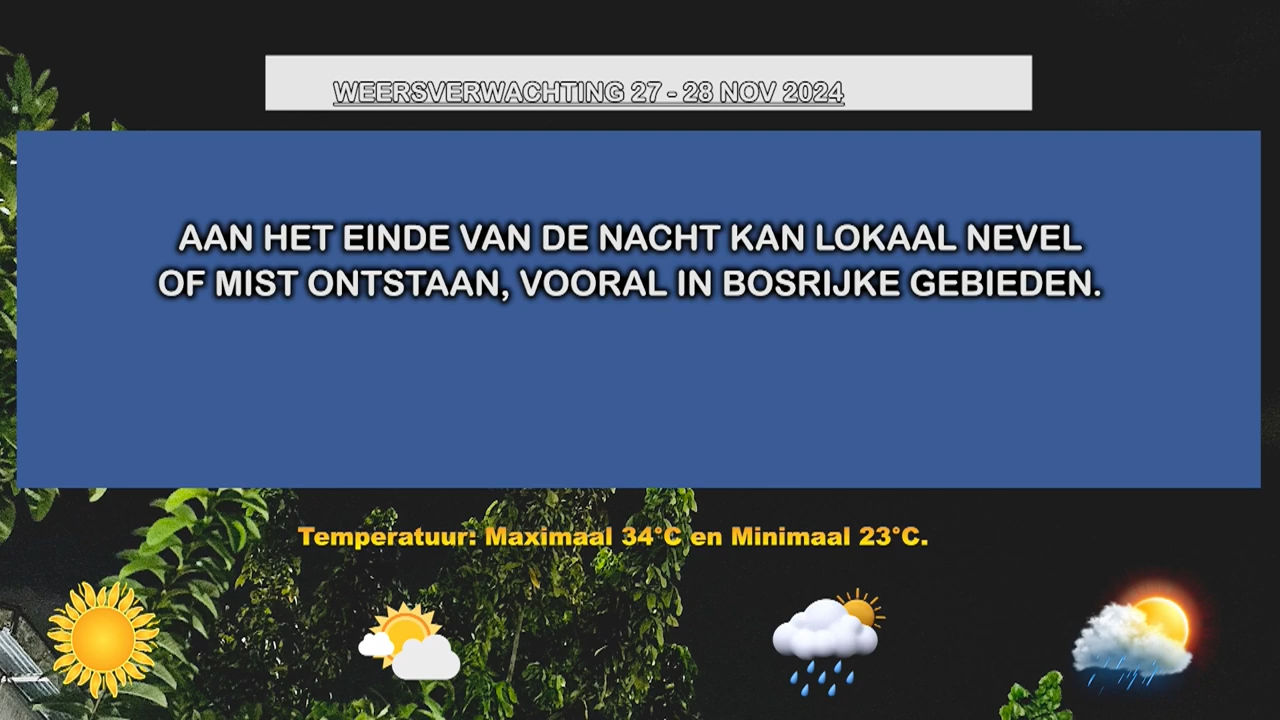 WEERSVERWACHTING 27 - 28 NOV 2024
AAN HET EINDE VAN DE NACHT KAN LOKAAL NEVEL
OF MIST ONTSTAAN, VOORAL IN BOSRIJKE GEBIEDEN.
Temperatuur: Maximaal 34°C en Minimaal 23°C.